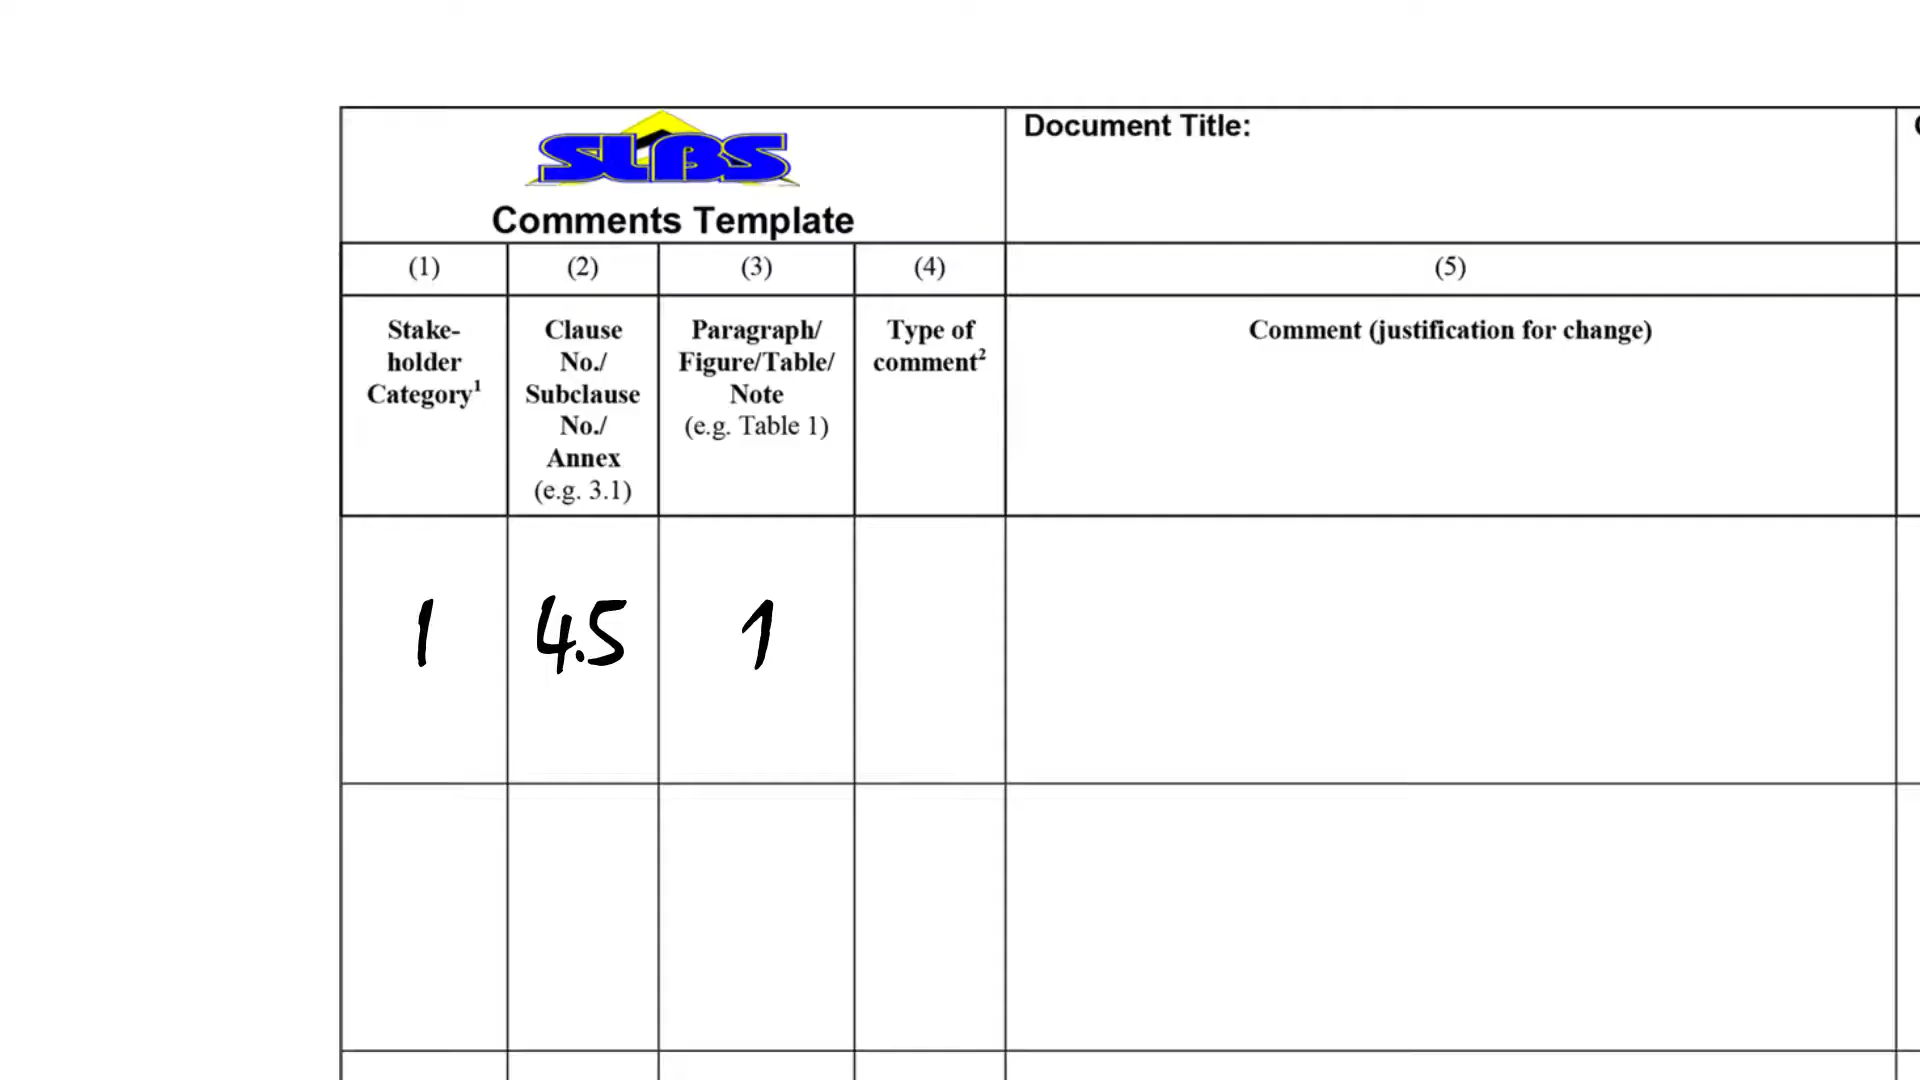 SLBS
Comments Template
Document Title:
(1) (2) (3) (4) (5)
Stake-
holder
Category1
Clause
No./
Subclause
No./
Annex
(e.g. 3.1)
Paragraph/
Figure/Table/
Note
(e.g. Table 1)
Type of
comment2
Comment (justification for change)
1 4.5 1